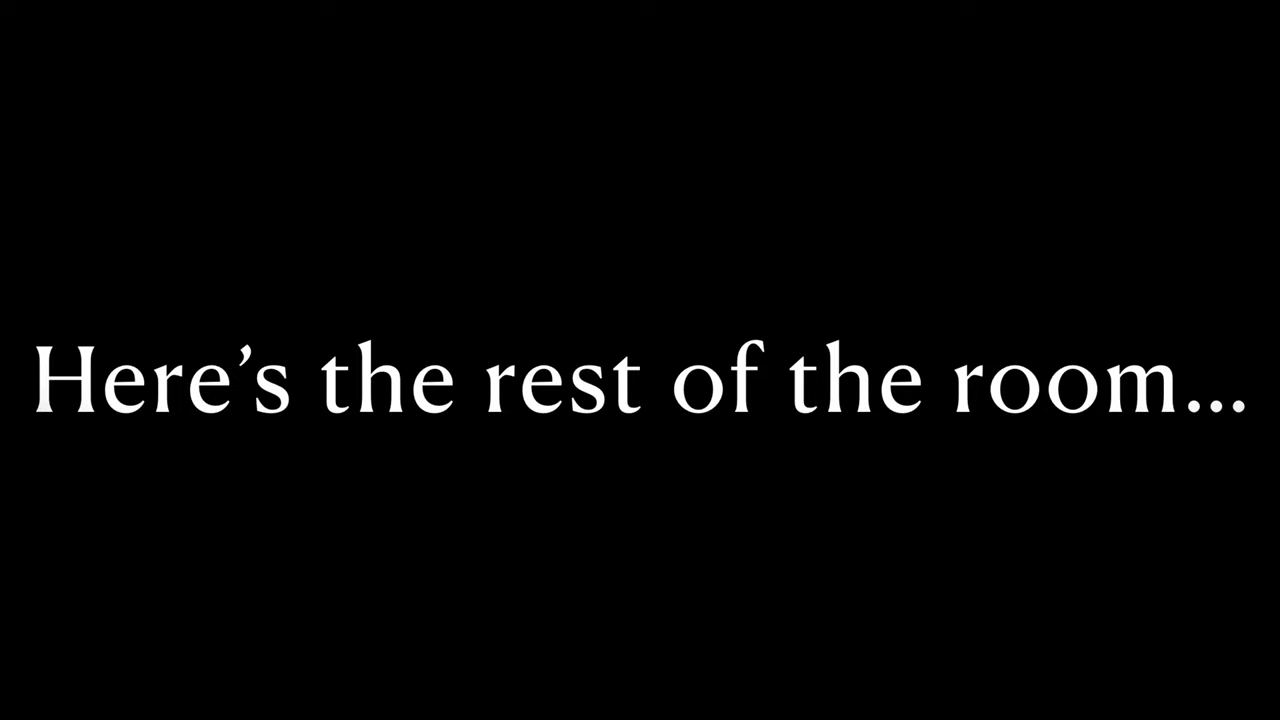 Here’s the rest of the room...